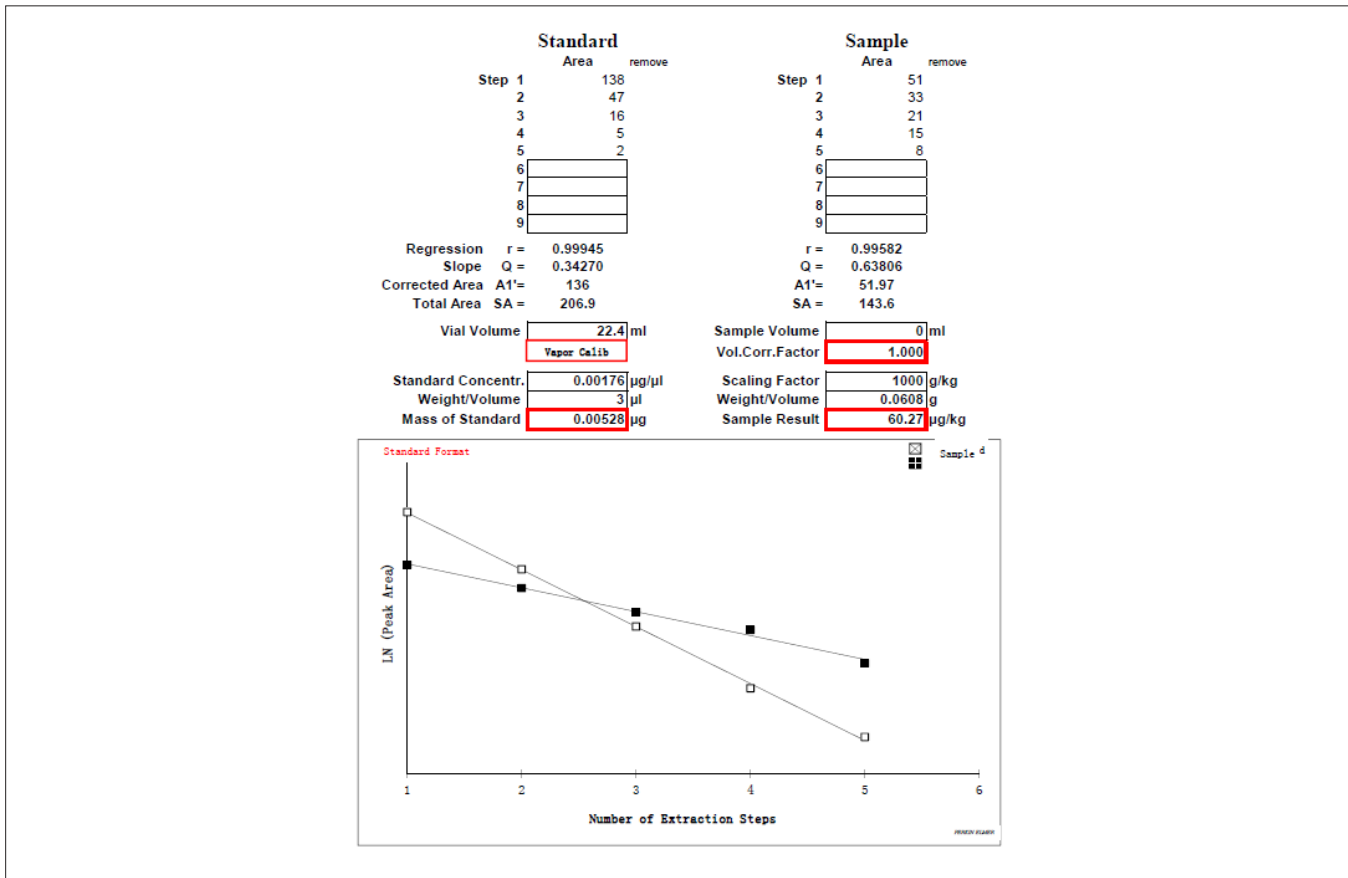 Standard Sample
Area remove Area remove
Step 1 138 Step 1 51
2 47 2 33
3 16 3 21
4 5 4 15
5 2 5 8
6 6
7 7
8 8
9 9
Regression r = 0.99945 r = 0.99582
Slope Q = 0.34270 Q = 0.63806
Corrected Area A1'= 136 A1'= 51.97
Total Area SA = 206.9 SA = 143.6
Vial Volume 22.4 ml Sample Volume 0 ml
Vapor Calib Vol.Corr.Factor 1.000
Standard Concentr. 0.00176 µg/µl Scaling Factor 1000 g/kg
Weight/Volume 3 µl Weight/Volume 0.0608 g
Mass of Standard 0.00528 µg Sample Result 60.27 µg/kg
Standard Format Sample d
LN (Peak Area)
1 2 3 4 5 6
Number of Extraction Steps
PERKIN ELMER